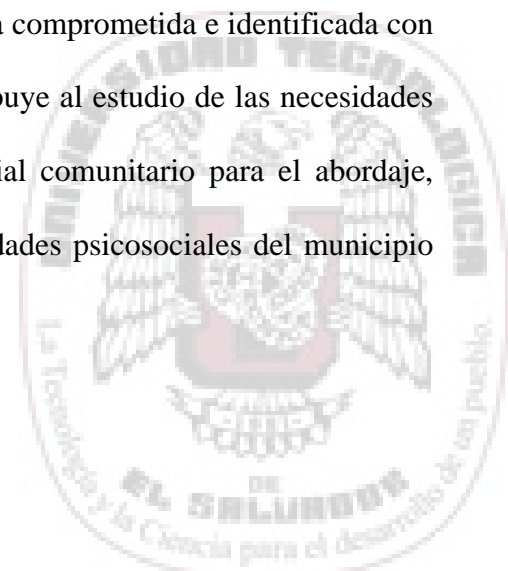 a comprometida e identificada con
buye al estudio de las necesidades
ial comunitario para el abordaje,
dades psicosociales del municipio
UNIVERSIDAD TECNOLOGICA
DE
EL SALVADOR
La Tecnología y la Ciencia para el desarrollo de un pueblo.